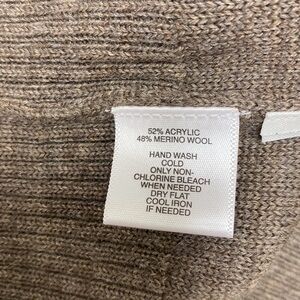 52% ACRYLIC
48% MERINO WOOL
HAND WASH
COLD
ONLY NON-
CHLORINE BLEACH
WHEN NEEDED
DRY FLAT
COOL IRON
IF NEEDED